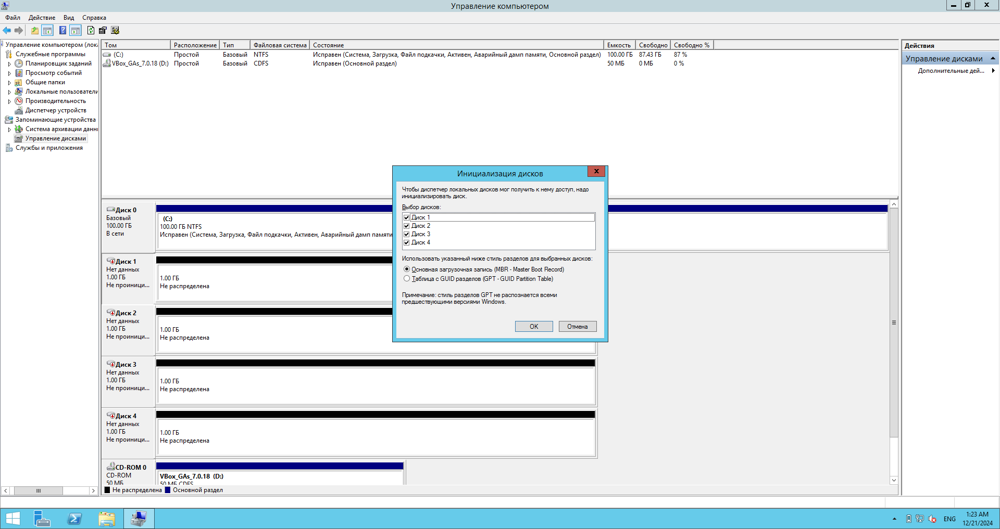 Управление компьютером
Файл Действие Вид Справка
Управление компьютером (лока
Служебные программы
Планировщик заданий
Просмотр событий
Общие папки
Локальные пользователи
Производительность
Диспетчер устройств
Запоминающие устройства
Система архивации данны
Управление дисками
Службы и приложения
Том Расположение Тип Файловая система Состояние Емкость Свободно Свободно %
(C:) Простой Базовый NTFS Исправен (Система, Загрузка, Файл подкачки, Активен, Аварийный дамп памяти, Основной раздел) 100.00 ГБ 87.43 ГБ 87 %
VBox_GAs_7.0.18 (D:) Простой Базовый CDFS Исправен (Основной раздел) 50 МБ 0 МБ 0 %
Действия
Управление дисками
Дополнительные дей...
Инициализация дисков
x
Чтобы диспетчер локальных дисков мог получить к нему доступ, надо
инициализировать диск.
Выбор дисков:
Диск 1
Диск 2
Диск 3
Диск 4
Использовать указанный ниже стиль разделов для выбранных дисков:
Основная загрузочная запись (MBR - Master Boot Record)
Таблица с GUID разделов (GPT - GUID Partition Table)
Примечание: стиль разделов GPT не распознается всеми
предшествующими версиями Windows.
OK Отмена
Диск 0
Базовый
100.00 ГБ
В сети
(C:)
100.00 ГБ NTFS
Исправен (Система, Загрузка, Файл подкачки, Активен, Аварийный дамп памяти
Диск 1
Нет данных
1.00 ГБ
Не проиници...
1.00 ГБ
Не распределена
Диск 2
Нет данных
1.00 ГБ
Не проиници...
1.00 ГБ
Не распределена
Диск 3
Нет данных
1.00 ГБ
Не проиници...
1.00 ГБ
Не распределена
Диск 4
Нет данных
1.00 ГБ
Не проиници...
1.00 ГБ
Не распределена
CD-ROM 0
CD-ROM
50 МБ
VBox_GAs_7.0.18 (D:)
50 МБ CDFS
Не распределена Основной раздел
ENG
1:23 AM
12/21/2024